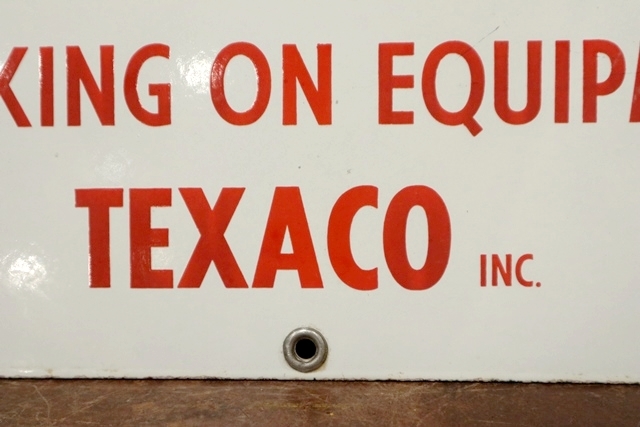 KING ON EQUIP
TEXACO INC.